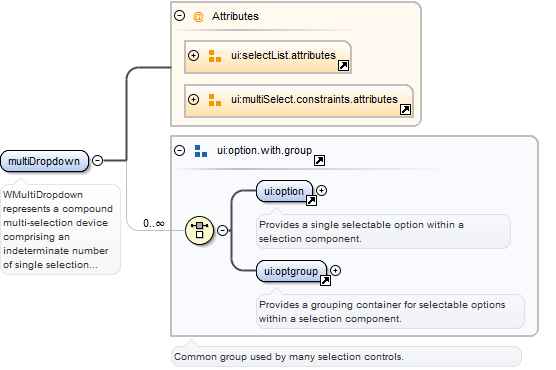 @ Attributes
ui:selectList.attributes
ui:multiSelect.constraints.attributes
multiDropdown
WMultiDropdown
represents a compound
multi-selection device
comprising an
indeterminate number
of single selection...
0..∞
ui:option.with.group
ui:option
Provides a single selectable option within a
selection component.
ui:optgroup
Provides a grouping container for selectable options
within a selection component.
Common group used by many selection controls.